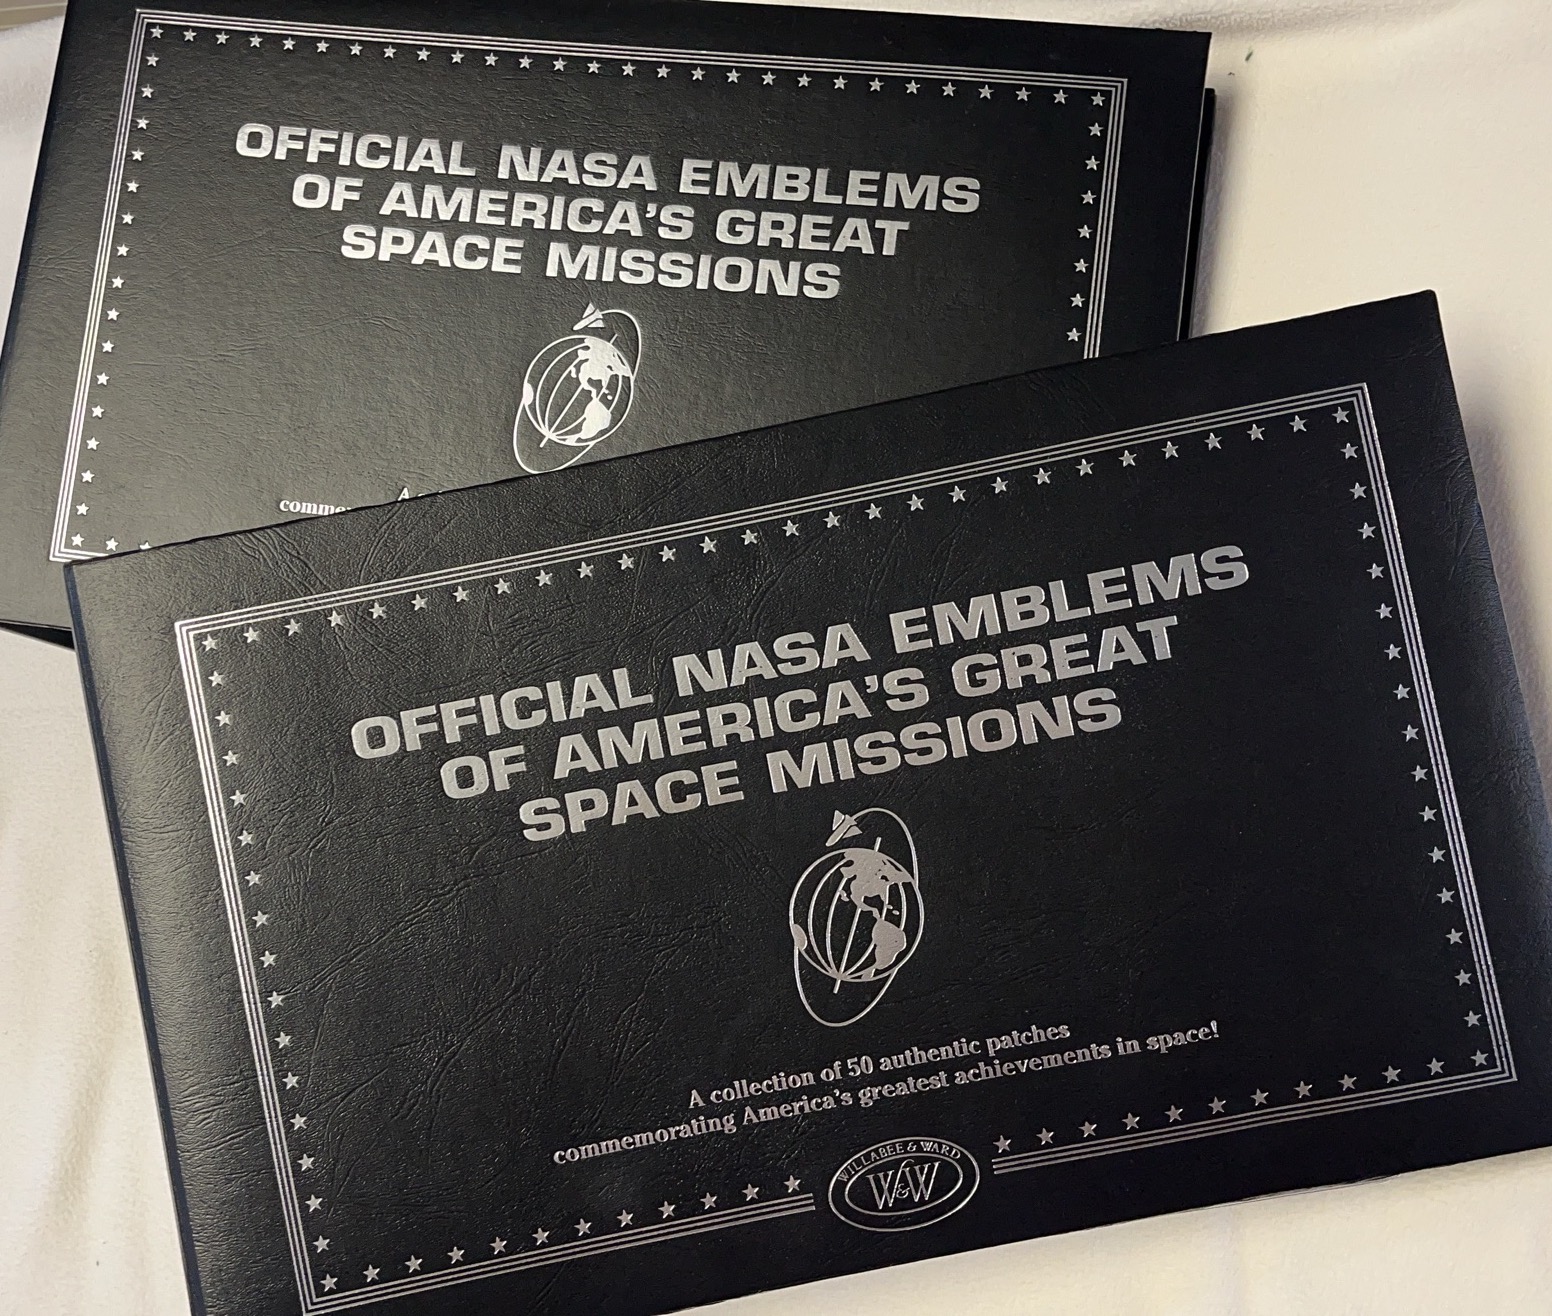 OFFICIAL NASA EMBLEMS
OF AMERICA'S GREAT
SPACE MISSIONS
A
comme
OFFICIAL NASA EMBLEMS
OF AMERICA'S GREAT
SPACE MISSIONS
A collection of 50 authentic patches
commemorating America's greatest achievements in space!
WILLABEE & WARD
W&W